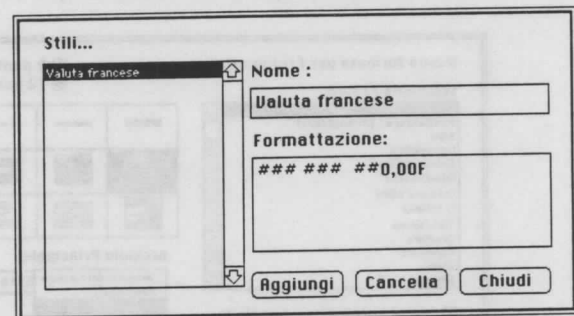 Stili...
Valuta francese
Nome :
Valuta francese
Formattazione:
### ### ##0,00F
Aggiungi
Cancella
Chiudi